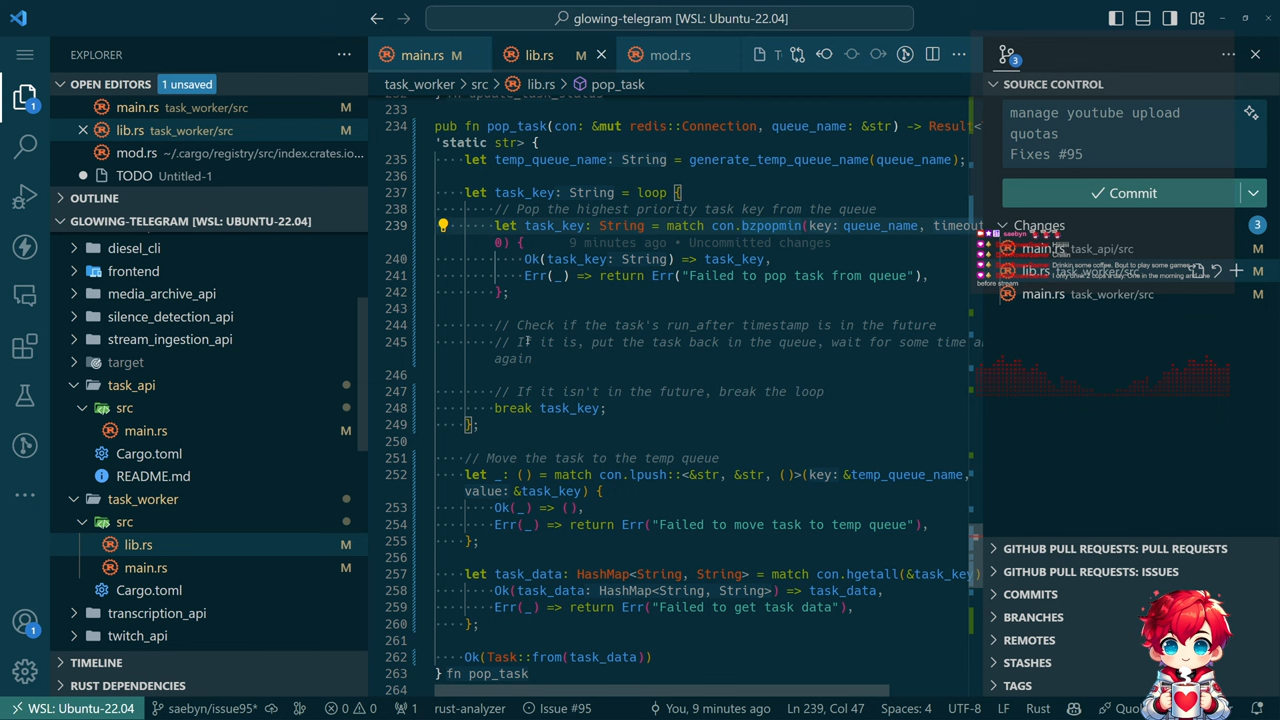 glowing-telegram [WSL: Ubuntu-22.04]
EXPLORER
OPEN EDITORS 1 unsaved
main.rs task_worker/src M
lib.rs task_worker/src M
mod.rs ~/.cargo/registry/src/index.crates.io...
TODO Untitled-1
OUTLINE
GLOWING-TELEGRAM [WSL: UBUNTU-22.04]
diesel_cli
frontend
media_archive_api
silence_detection_api
stream_ingestion_api
target
task_api
src
main.rs M
Cargo.toml
README.md
task_worker
src
lib.rs M
main.rs M
Cargo.toml
transcription_api
twitch_api
TIMELINE
RUST DEPENDENCIES
main.rs M
lib.rs M
mod.rs
task_worker > src > lib.rs > pop_task
233
234 pub fn pop_task(con: &mut redis::Connection, queue_name: &str) -> Result<
'static str> {
235 let temp_queue_name: String = generate_temp_queue_name(queue_name);
236
237 let task_key: String = loop {
238 // Pop the highest priority task key from the queue
239 let task_key: String = match con.bzpopmin(key: queue_name, timeout
0) { 9 minutes ago • Uncommitted changes
240 Ok(task_key: String) => task_key,
241 Err(_) => return Err("Failed to pop task from queue"),
242 };
244 // Check if the task's run_after timestamp is in the future
245 // If it is, put the task back in the queue, wait for some time
again
246
247 // If it isn't in the future, break the loop
248 break task_key;
249 };
250
251 // Move the task to the temp queue
252 let _: () = match con.lpush::<&str, &str, ()>(key: &temp_queue_name,
value: &task_key) {
253 Ok(_) => (),
254 Err(_) => return Err("Failed to move task to temp queue"),
255 };
256
257 let task_data: HashMap<String, String> = match con.hgetall(&task_key)
258 Ok(task_data: HashMap<String, String>) => task_data,
259 Err(_) => return Err("Failed to get task data"),
260 };
261
262 Ok(Task::from(task_data))
263 } fn pop_task
264
3
SOURCE CONTROL
manage youtube upload
quotas
Fixes #95
Commit
Changes 3
saebyn
main.rs task_api/src M
Drinkin some coffee. Bout to play some games
lib.rs task_worker/src M
before stream
main.rs task_worker/src M
GITHUB PULL REQUESTS: PULL REQUESTS
GITHUB PULL REQUESTS: ISSUES
COMMITS
BRANCHES
REMOTES
STASHES
TAGS
WSL: Ubuntu-22.04 saebyn/issue95* 0 0 1 rust-analyzer Issue #95 You, 9 minutes ago Ln 239, Col 47 Spaces: 4 UTF-8 LF Rust